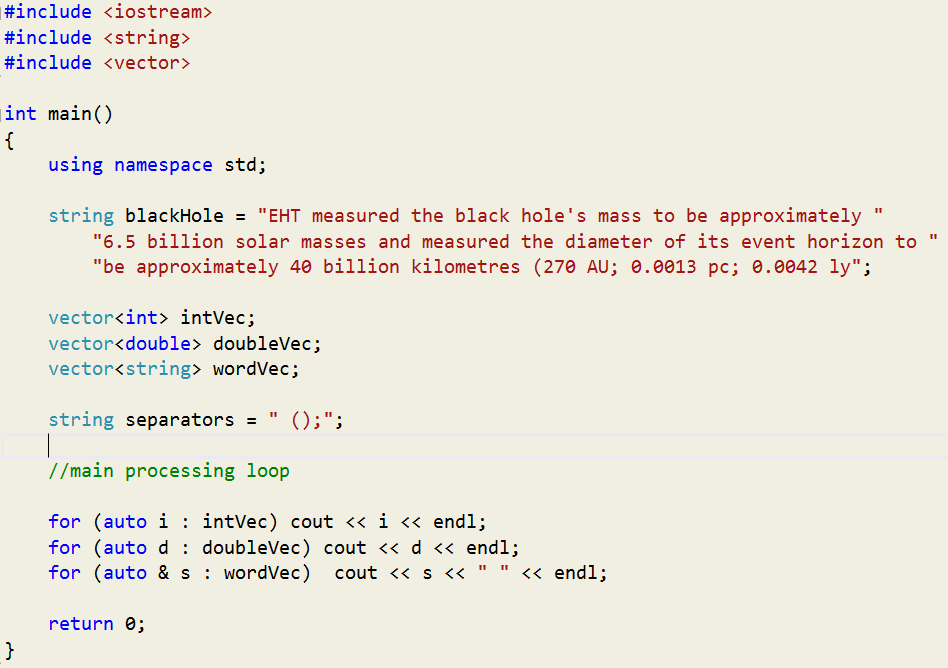 #include <iostream>
#include <string>
#include <vector>
int main()
{
using namespace std;
string blackHole = "EHT measured the black hole's mass to be approximately "
"6.5 billion solar masses and measured the diameter of its event horizon to "
"be approximately 40 billion kilometres (270 AU; 0.0013 pc; 0.0042 ly";
vector<int> intVec;
vector<double> doubleVec;
vector<string> wordVec;
string separators = " ();";
//main processing loop
for (auto i : intVec) cout << i << endl;
for (auto d : doubleVec) cout << d << endl;
for (auto & s : wordVec)  cout << s << " " << endl;
return 0;
}